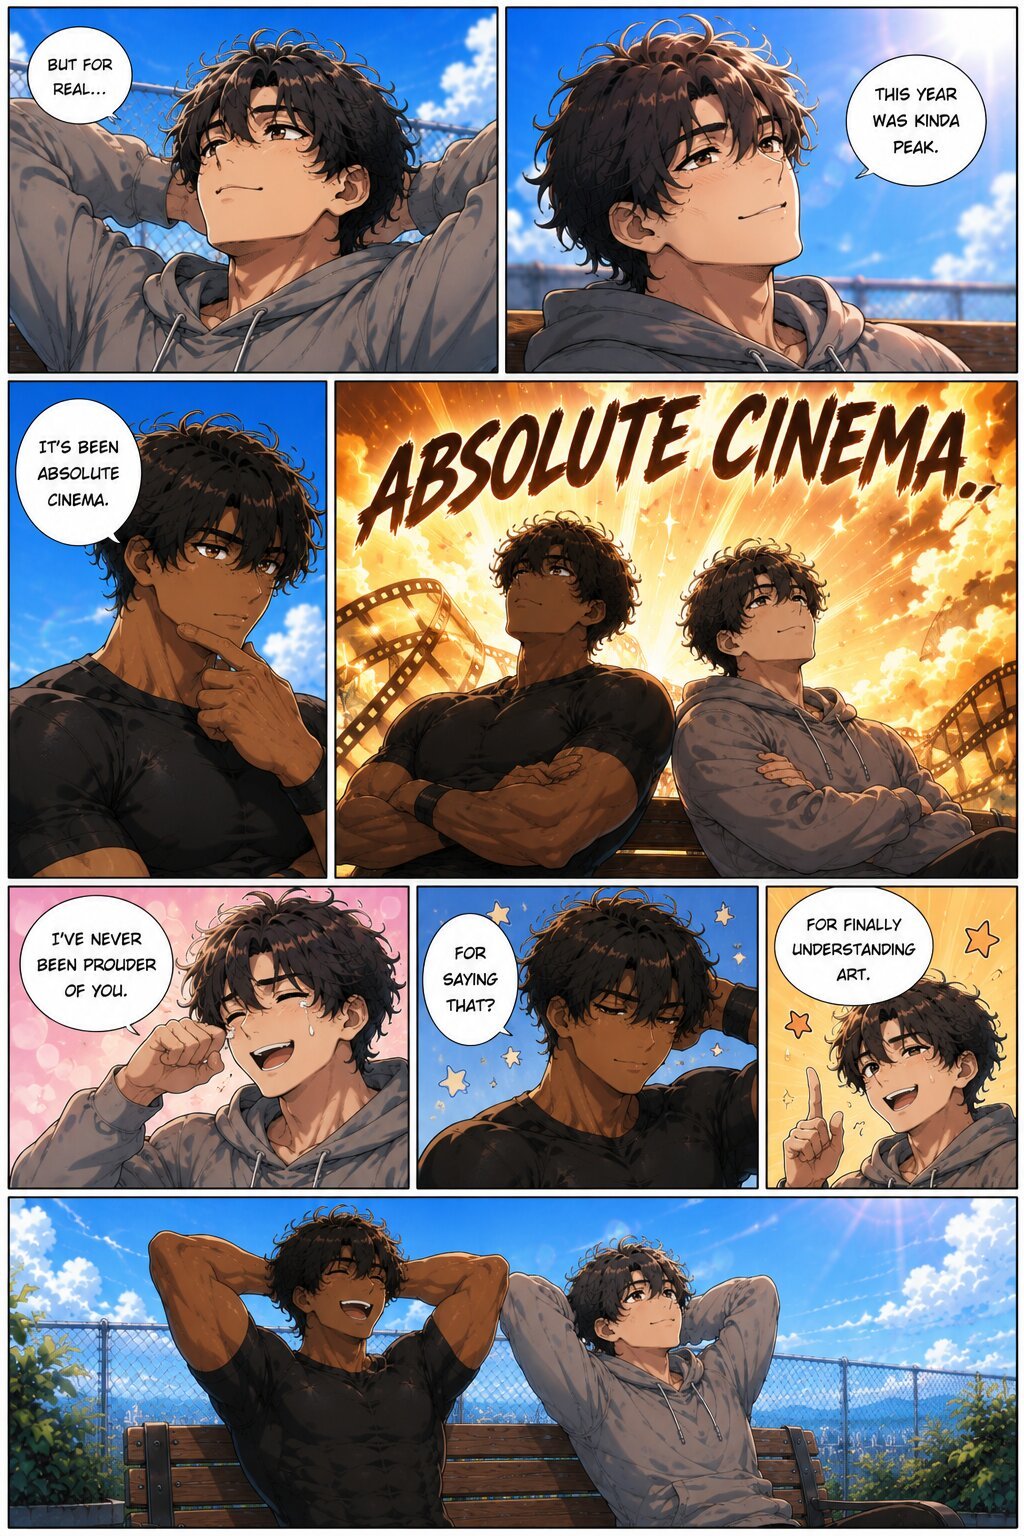 BUT FOR
REAL...
THIS YEAR
WAS KINDA
PEAK.
IT'S BEEN
ABSOLUTE
CINEMA.
ABSOLUTE CINEMA..
I'VE NEVER
BEEN PROUDER
OF YOU.
FOR
SAYING
THAT?
FOR FINALLY
UNDERSTANDING
ART.